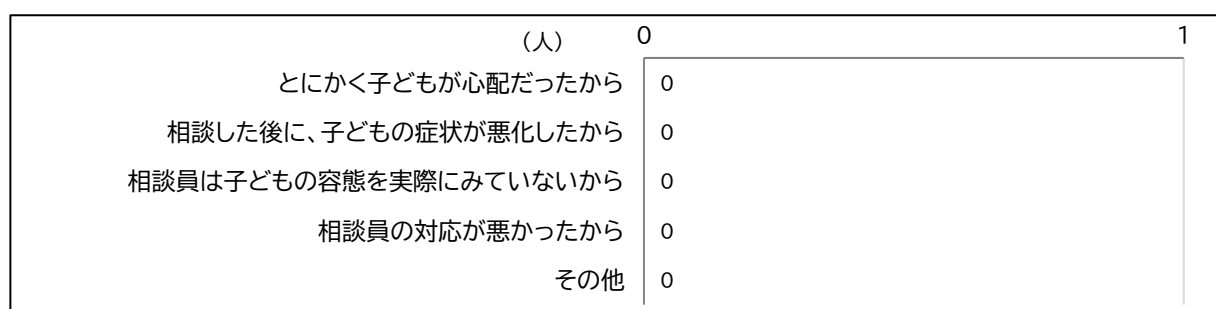 （人） 0 1
とにかく子どもが心配だったから 0
相談した後に、子どもの症状が悪化したから 0
相談員は子どもの容態を実際にみていないから 0
相談員の対応が悪かったから 0
その他 0